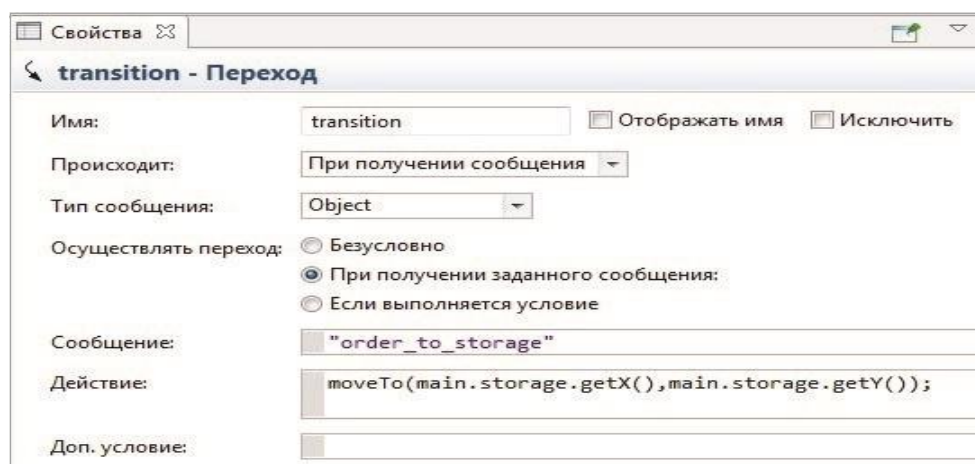 Свойства
transition - Переход
Имя: transition Отображать имя Исключить
Происходит: При получении сообщения
Тип сообщения: Object
Осуществлять переход: Безусловно
При получении заданного сообщения:
Если выполняется условие
Сообщение: "order_to_storage"
Действие: moveTo(main.storage.getX(),main.storage.getY());
Доп. условие: